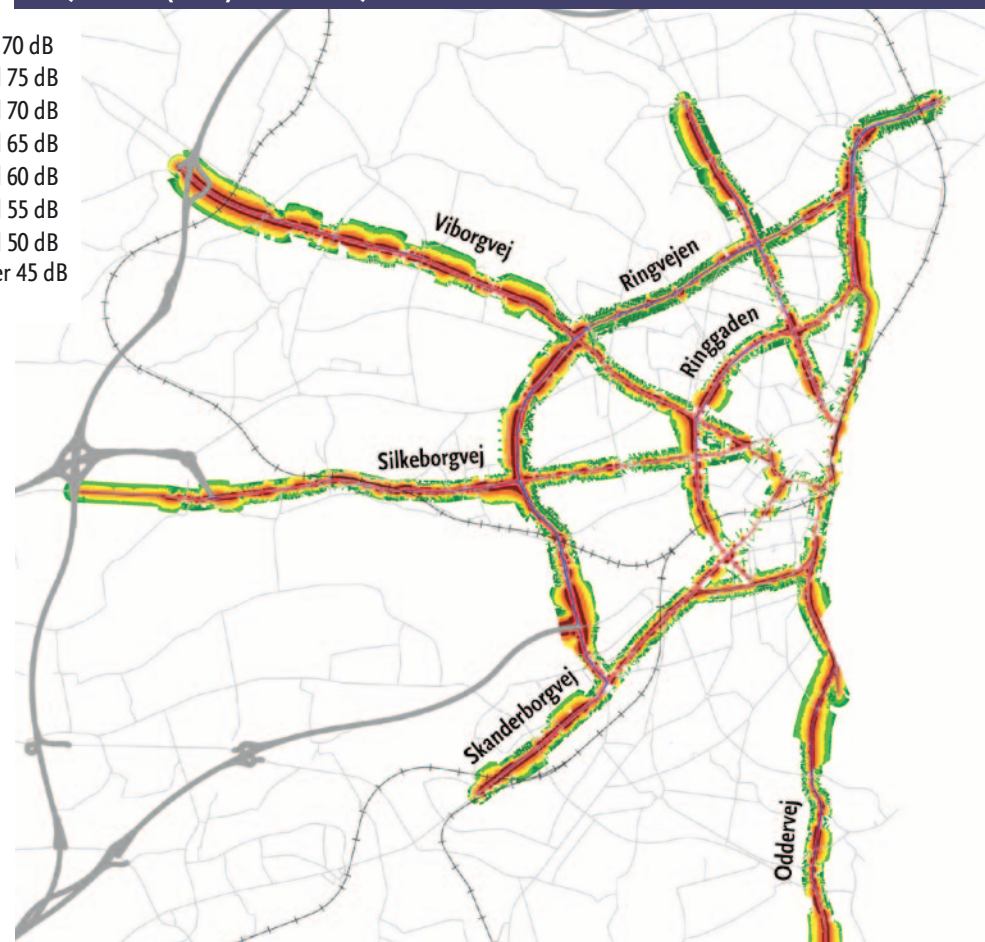 70 dB
75 dB
70 dB
65 dB
60 dB
55 dB
50 dB
er 45 dB
Viborgvej
Ringvejen
Ringgaden
Silkeborgvej
Skanderborgvej
Oddervej